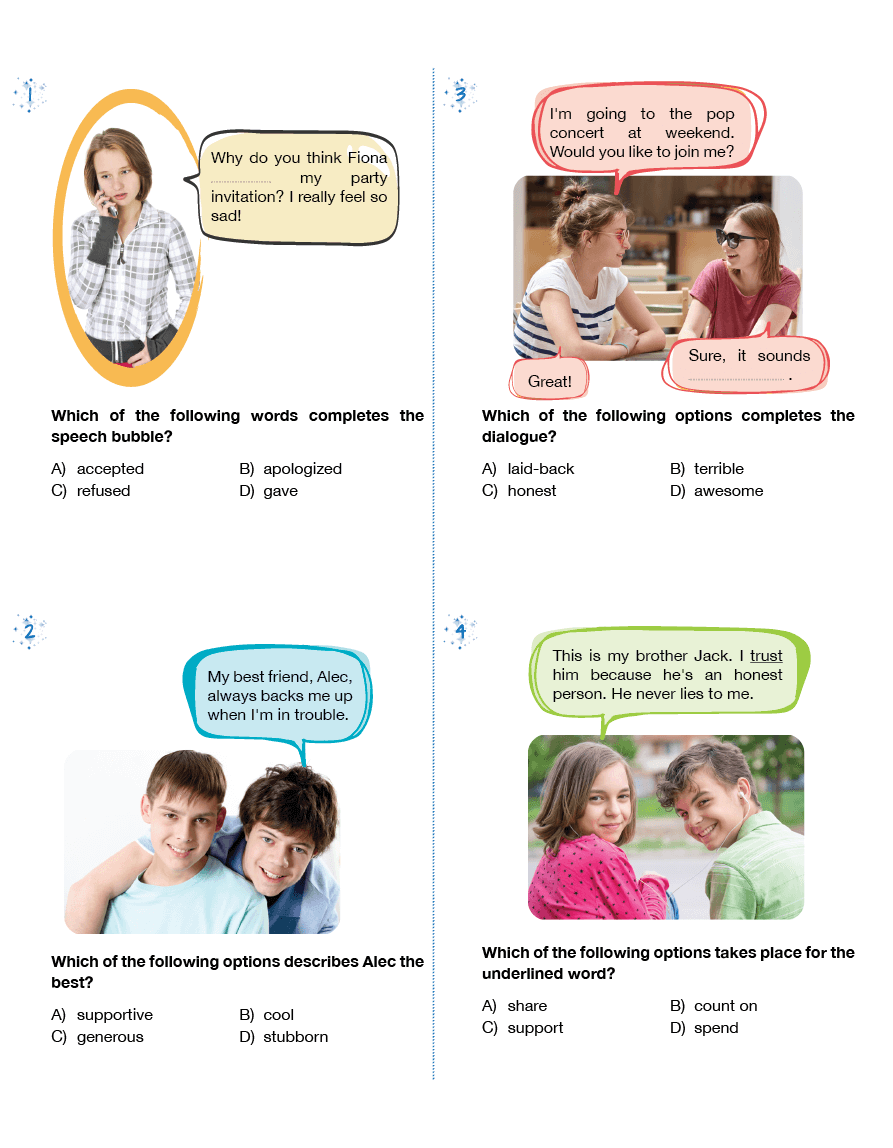 1
Why do you think Fiona
.................... my party
invitation? I really feel so
sad!
Which of the following words completes the
speech bubble?
A) accepted B) apologized
C) refused D) gave
2
My best friend, Alec,
always backs me up
when I'm in trouble.
Which of the following options describes Alec the
best?
A) supportive B) cool
C) generous D) stubborn
3
I'm going to the pop
concert at weekend.
Would you like to join me?
Sure, it sounds
................................ .
Great!
Which of the following options completes the
dialogue?
A) laid-back B) terrible
C) honest D) awesome
4
This is my brother Jack. I trust
him because he's an honest
person. He never lies to me.
Which of the following options takes place for the
underlined word?
A) share B) count on
C) support D) spend